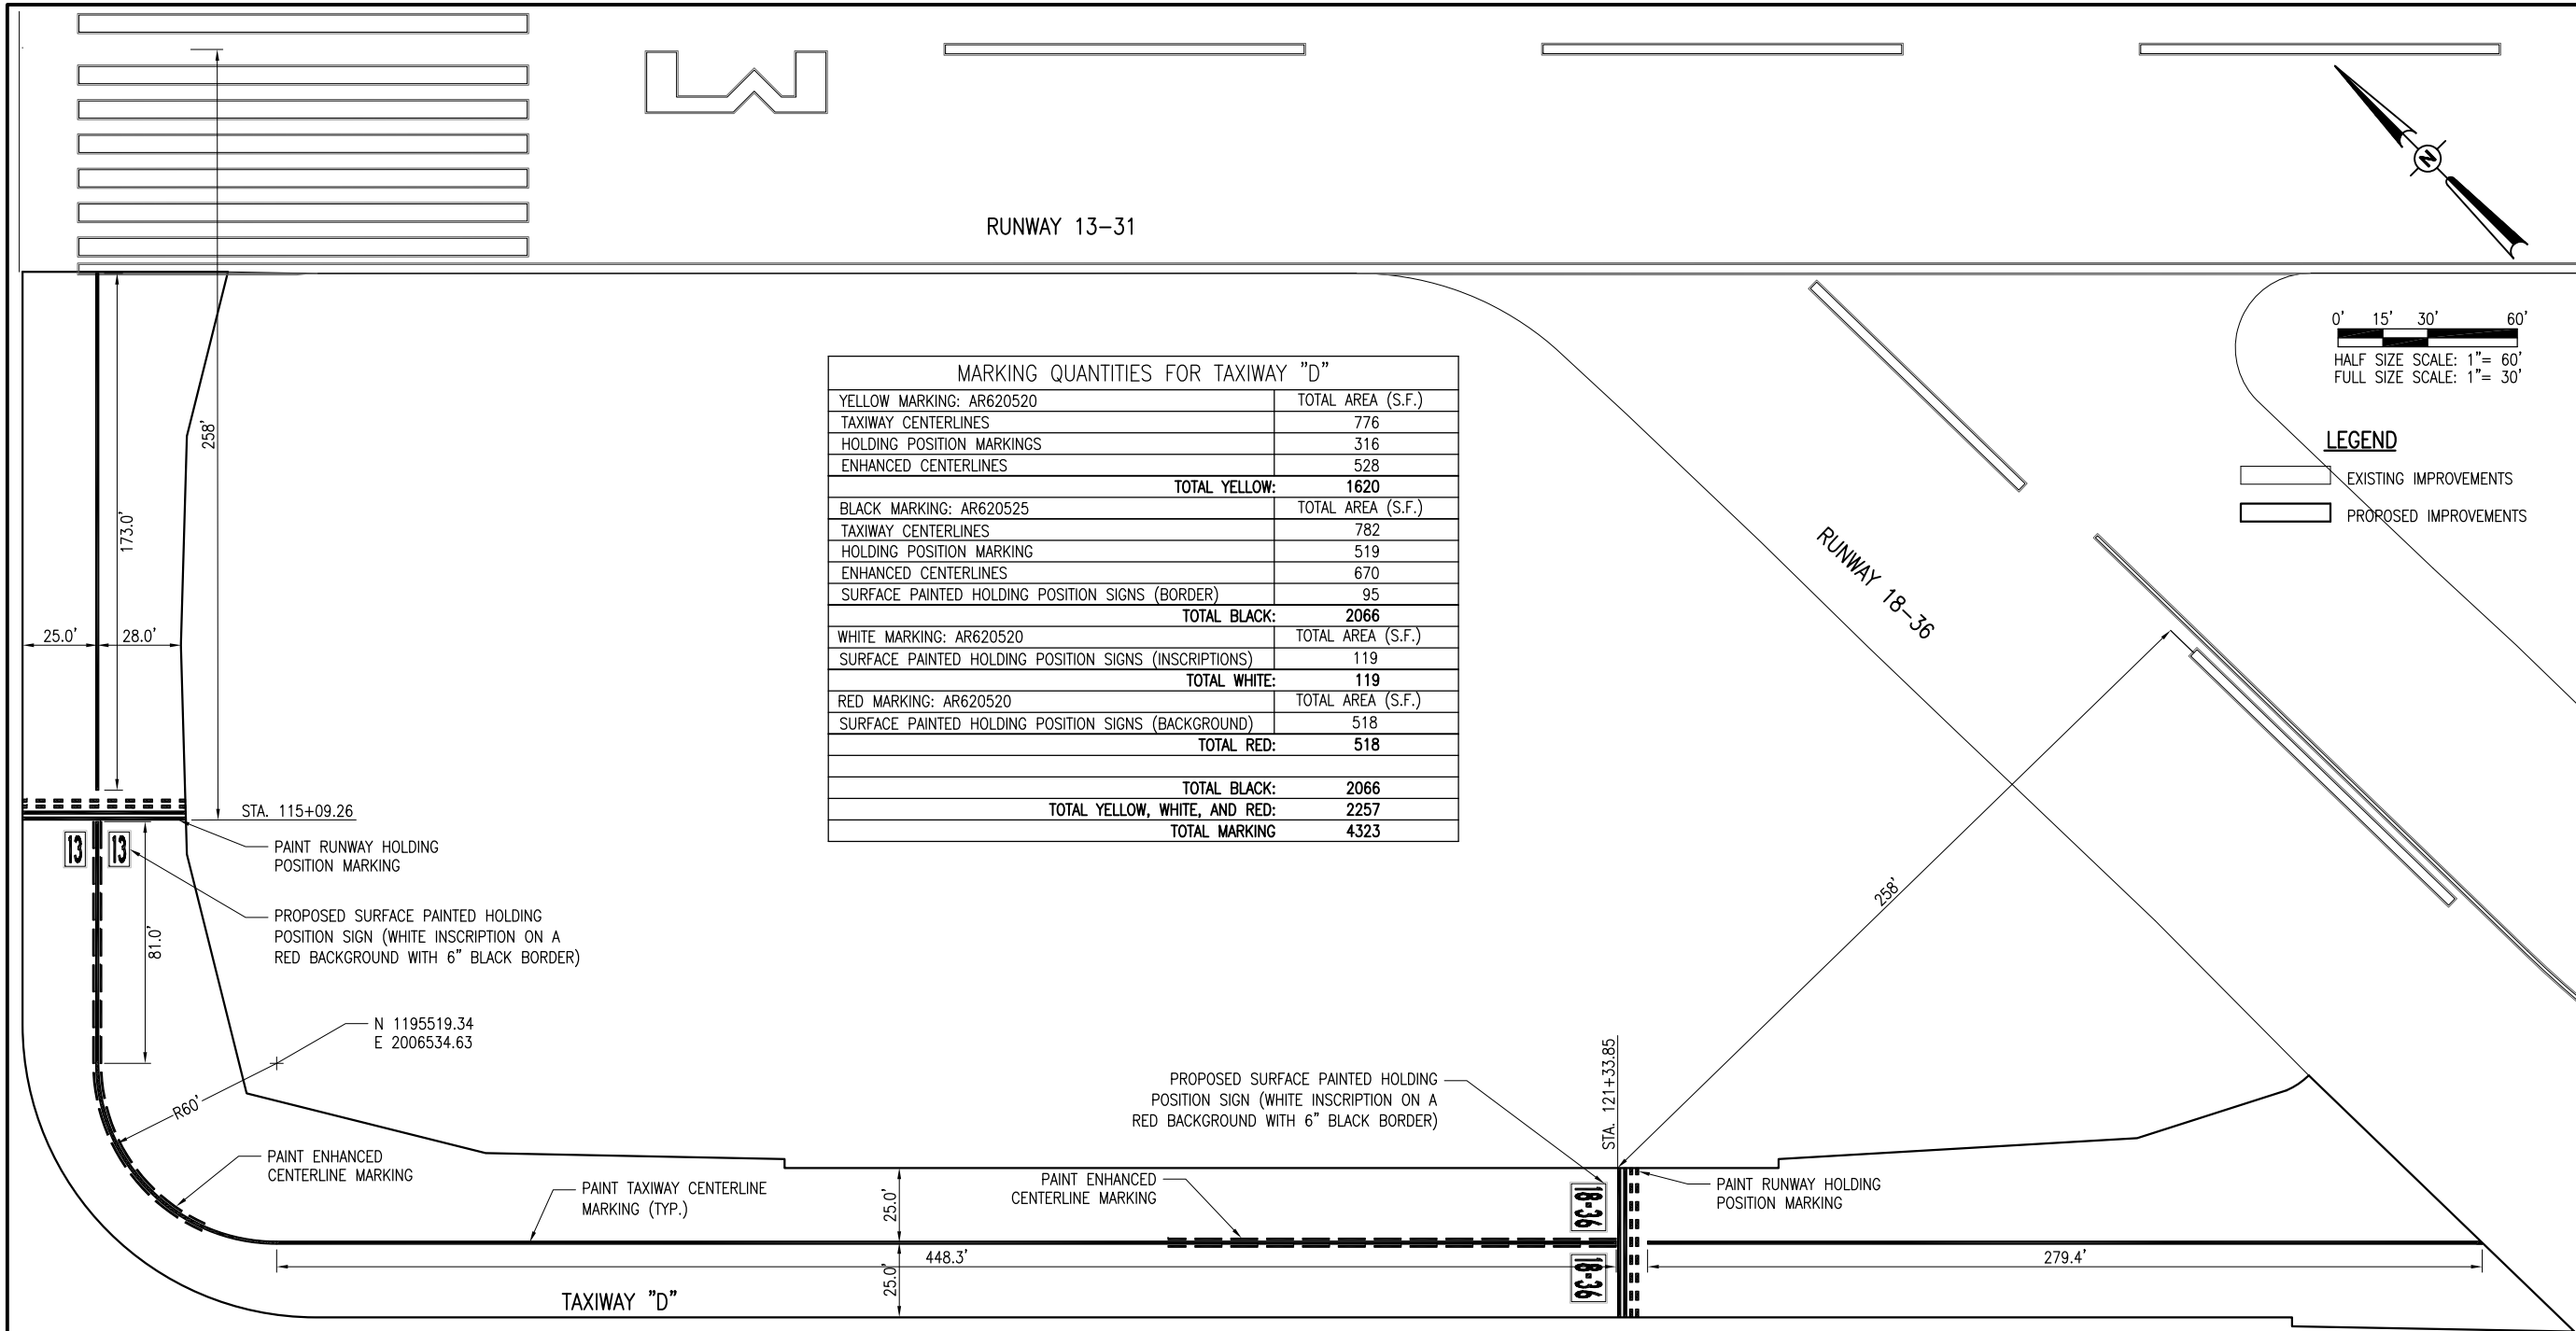 RUNWAY 13-31
N
0' 15' 30' 60'
HALF SIZE SCALE: 1"= 60'
FULL SIZE SCALE: 1"= 30'
LEGEND
EXISTING IMPROVEMENTS
PROPOSED IMPROVEMENTS
MARKING QUANTITIES FOR TAXIWAY "D"
YELLOW MARKING: AR620520 TOTAL AREA (S.F.)
TAXIWAY CENTERLINES 776
HOLDING POSITION MARKINGS 316
ENHANCED CENTERLINES 528
TOTAL YELLOW: 1620
BLACK MARKING: AR620525 TOTAL AREA (S.F.)
TAXIWAY CENTERLINES 782
HOLDING POSITION MARKING 519
ENHANCED CENTERLINES 670
SURFACE PAINTED HOLDING POSITION SIGNS (BORDER) 95
TOTAL BLACK: 2066
WHITE MARKING: AR620520 TOTAL AREA (S.F.)
SURFACE PAINTED HOLDING POSITION SIGNS (INSCRIPTIONS) 119
TOTAL WHITE: 119
RED MARKING: AR620520 TOTAL AREA (S.F.)
SURFACE PAINTED HOLDING POSITION SIGNS (BACKGROUND) 518
TOTAL RED: 518
TOTAL BLACK: 2066
TOTAL YELLOW, WHITE, AND RED: 2257
TOTAL MARKING 4323
258'
173.0'
25.0' 28.0'
RUNWAY 18-36
STA. 115+09.26
13 13
PAINT RUNWAY HOLDING
POSITION MARKING
PROPOSED SURFACE PAINTED HOLDING
POSITION SIGN (WHITE INSCRIPTION ON A
RED BACKGROUND WITH 6" BLACK BORDER)
81.0'
258'
N 1195519.34
E 2006534.63
R60'
PAINT ENHANCED
CENTERLINE MARKING
PAINT TAXIWAY CENTERLINE
MARKING (TYP.)
25.0'
25.0'
448.3'
PROPOSED SURFACE PAINTED HOLDING
POSITION SIGN (WHITE INSCRIPTION ON A
RED BACKGROUND WITH 6" BLACK BORDER)
STA. 121+33.85
PAINT ENHANCED
CENTERLINE MARKING
18-36
18-36
PAINT RUNWAY HOLDING
POSITION MARKING
279.4'
TAXIWAY "D"